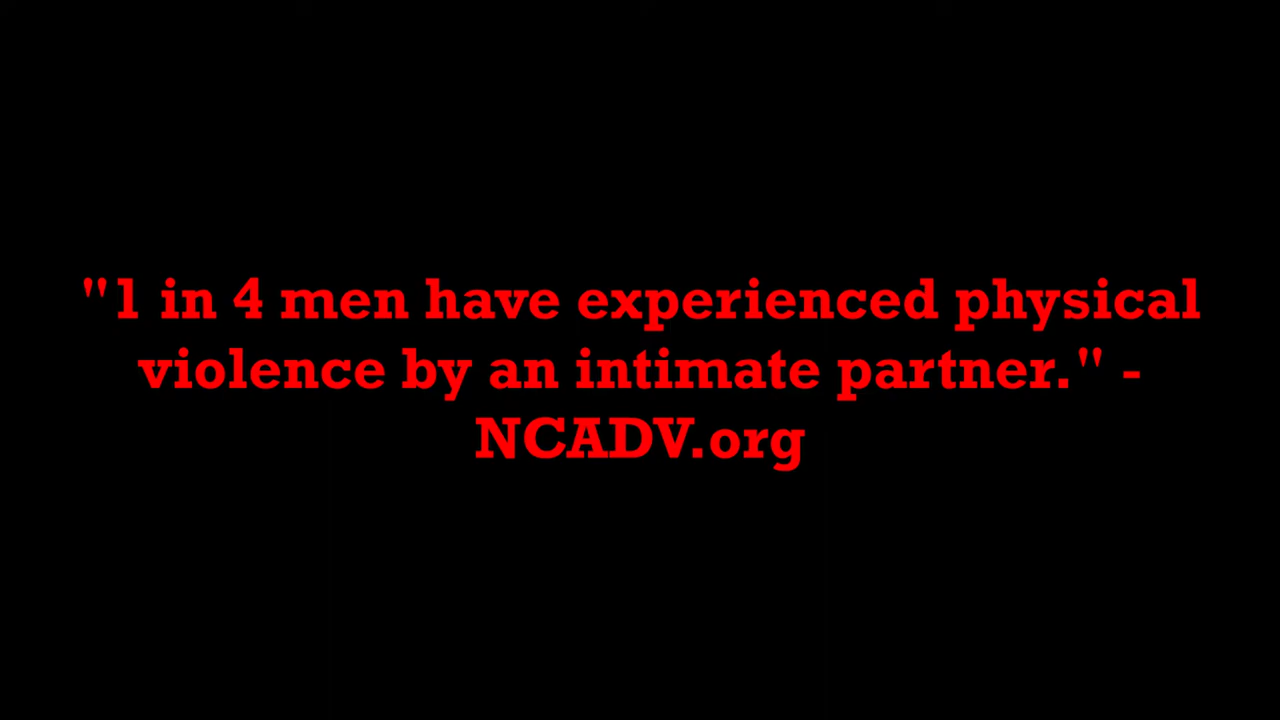 "1 in 4 men have experienced physical
violence by an intimate partner." -
NCADV.org